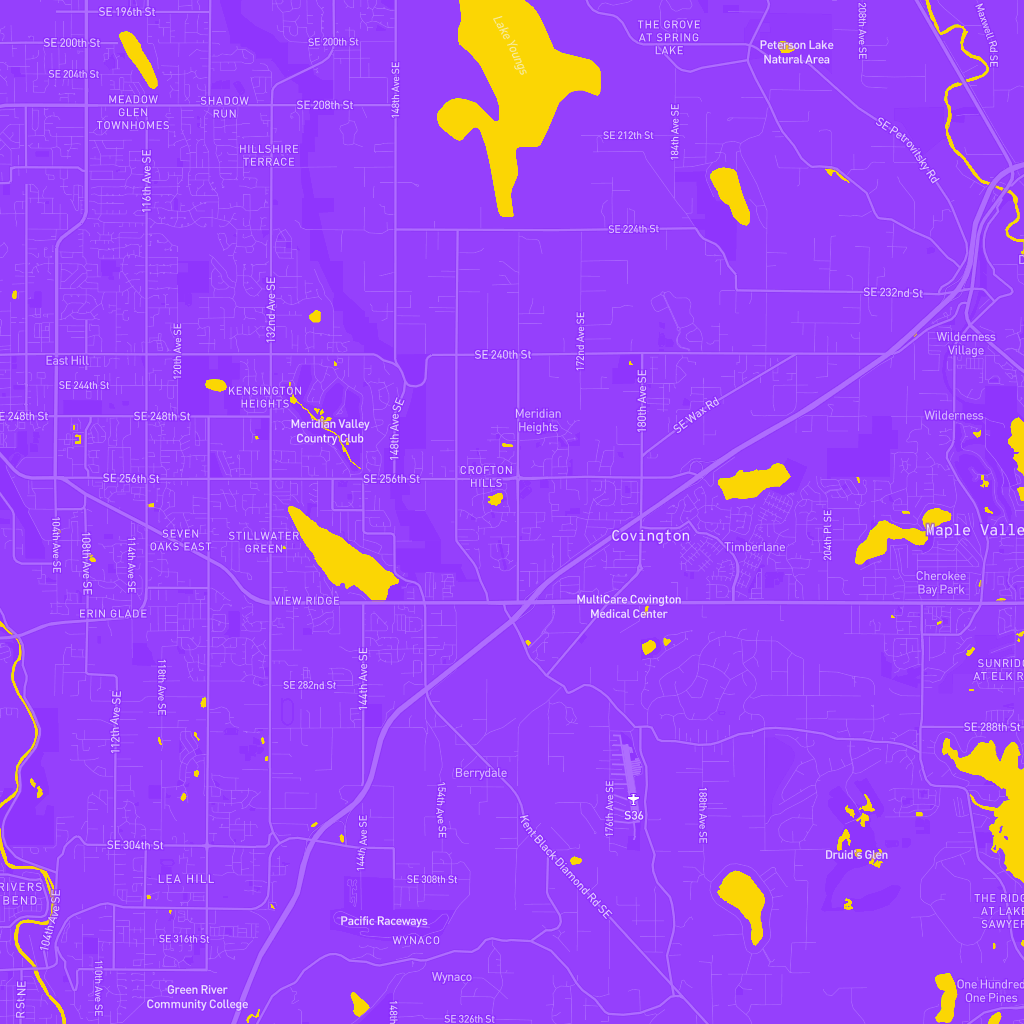 SE 196th St
208th Ave SE
Maxwell Rd SE
THE GROVE
AT SPRING
LAKE
SE 200th St
SE 200th St
Lake Youngs
Peterson Lake
Natural Area
SE 204th St
148th Ave SE
MEADOW
GLEN
TOWNHOMES
SHADOW
RUN
SE 208th St
184th Ave SE
SE 212th St
SE Petrovitsky Rd
HILLSHIRE
TERRACE
116th Ave SE
SE 224th St
132nd Ave SE
SE 232nd St
120th Ave SE
172nd Ave SE
Wilderness
Village
East Hill
SE 240th St
SE 244th St
KENSINGTON
HEIGHTS
180th Ave SE
SE Wax Rd
SE 248th St
SE 248th St
Meridian Valley
Country Club
148th Ave SE
Meridian
Heights
Wilderness
SE 256th St
SE 256th St
CROFTON
HILLS
104th Ave SE
108th Ave SE
114th Ave SE
SEVEN
OAKS EAST
STILLWATER
GREEN
Covington
Timberlane
204th Pl SE
Maple Valle
Cherokee
Bay Park
ERIN GLADE
VIEW RIDGE
MultiCare Covington
Medical Center
118th Ave SE
144th Ave SE
SE 282nd St
SUNRIDG
AT ELK R
112th Ave SE
SE 288th St
Berrydale
154th Ave SE
176th Ave SE
S36
188th Ave SE
144th Ave SE
SE 304th St
Kent Black Diamond Rd SE
Druid's Glen
RIVERS
BEND
LEA HILL
SE 308th St
104th Ave SE
THE RIDG
AT LAKE
SAWYER
Pacific Raceways
WYNACO
SE 316th St
110th Ave SE
Wynaco
Green River
Community College
R St NE
148th
SE 326th St
One Hundred
One Pines